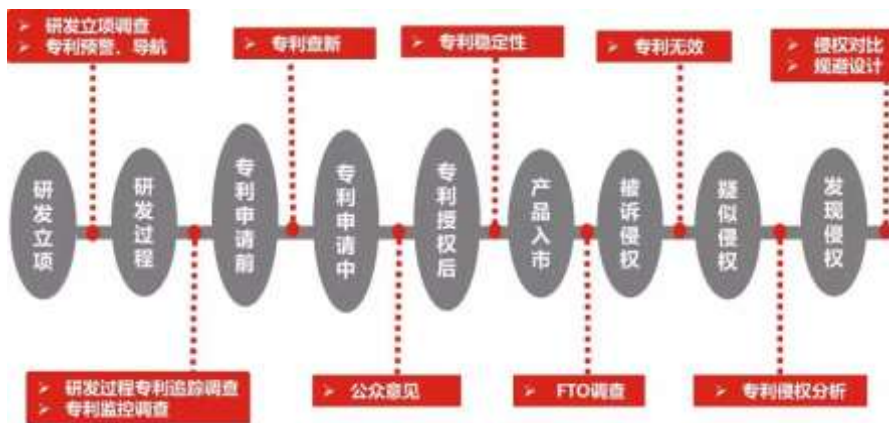 研发立项调查
专利预警、导航
专利查新
专利稳定性
专利无效
侵权对比
规避设计
研发立项
研发过程
专利申请前
专利申请中
专利授权后
产品入市
被诉侵权
疑似侵权
发现侵权
研发过程专利追踪调查
专利监控调查
公众意见
FTO调查
专利侵权分析